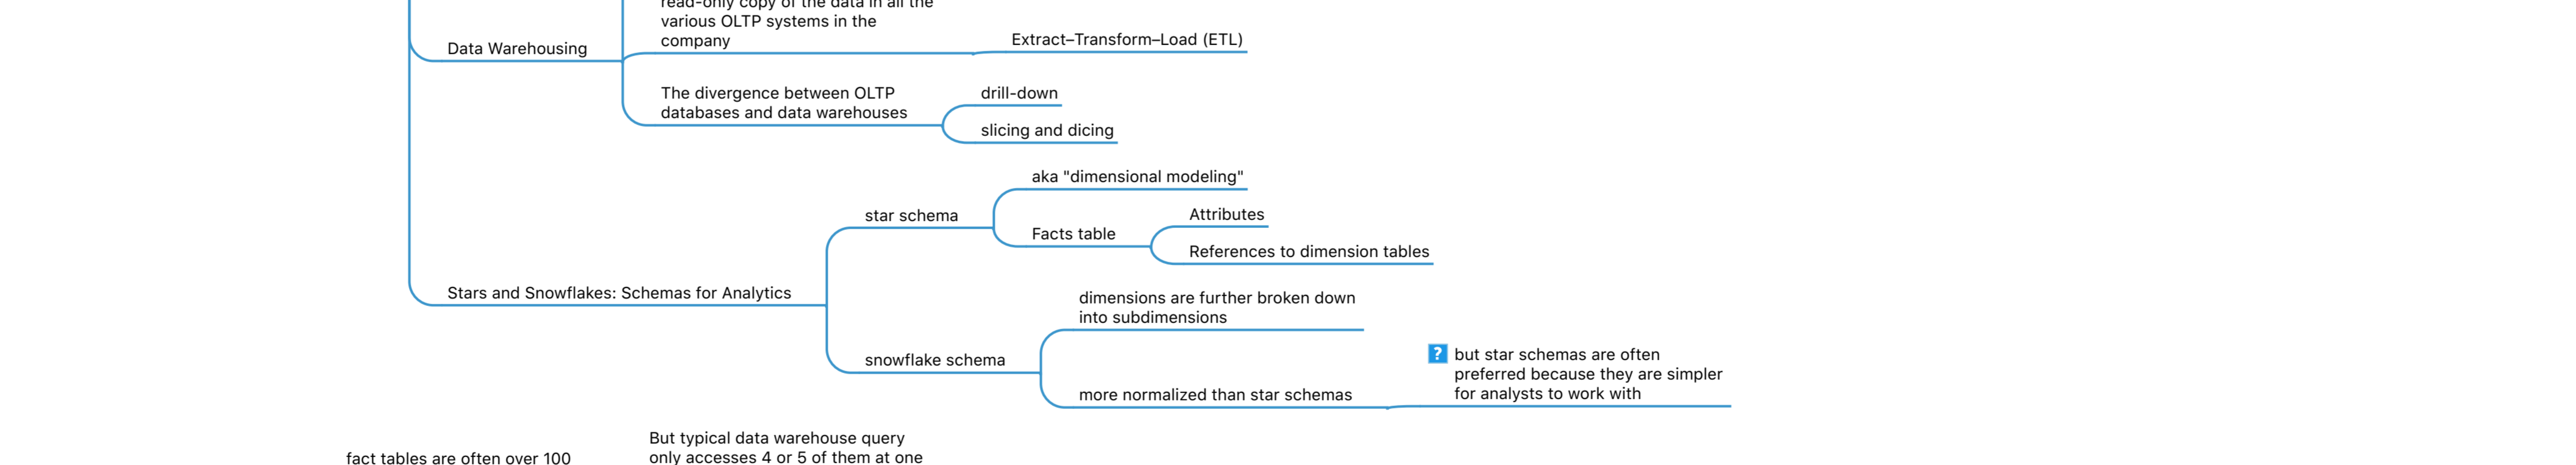 read-only copy of the data in all the
various OLTP systems in the
company
Data Warehousing
Extract–Transform–Load (ETL)
The divergence between OLTP
databases and data warehouses
drill-down
slicing and dicing
aka "dimensional modeling"
star schema
Attributes
Facts table
References to dimension tables
Stars and Snowflakes: Schemas for Analytics
dimensions are further broken down
into subdimensions
snowflake schema
more normalized than star schemas
? but star schemas are often
preferred because they are simpler
for analysts to work with
But typical data warehouse query
only accesses 4 or 5 of them at one
fact tables are often over 100